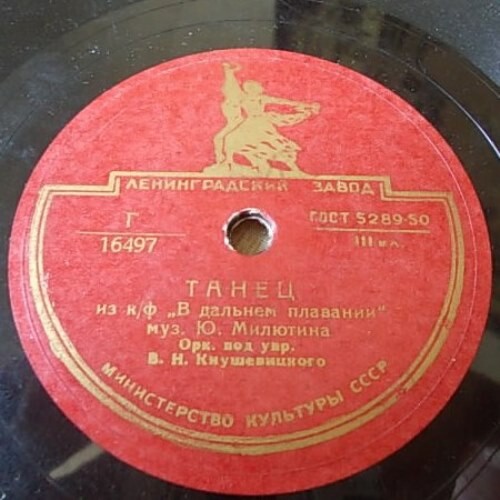 ЛЕНИНГРАДСКИЙ ЗАВОД
Г
16497
ГОСТ 5289-50
III кл.
ТАНЕЦ
из к/ф „В дальнем плавании"
муз. Ю. Милютина
Орк. под упр.
В. Н. Кнушевицкого
МИНИСТЕРСТВО КУЛЬТУРЫ СССР